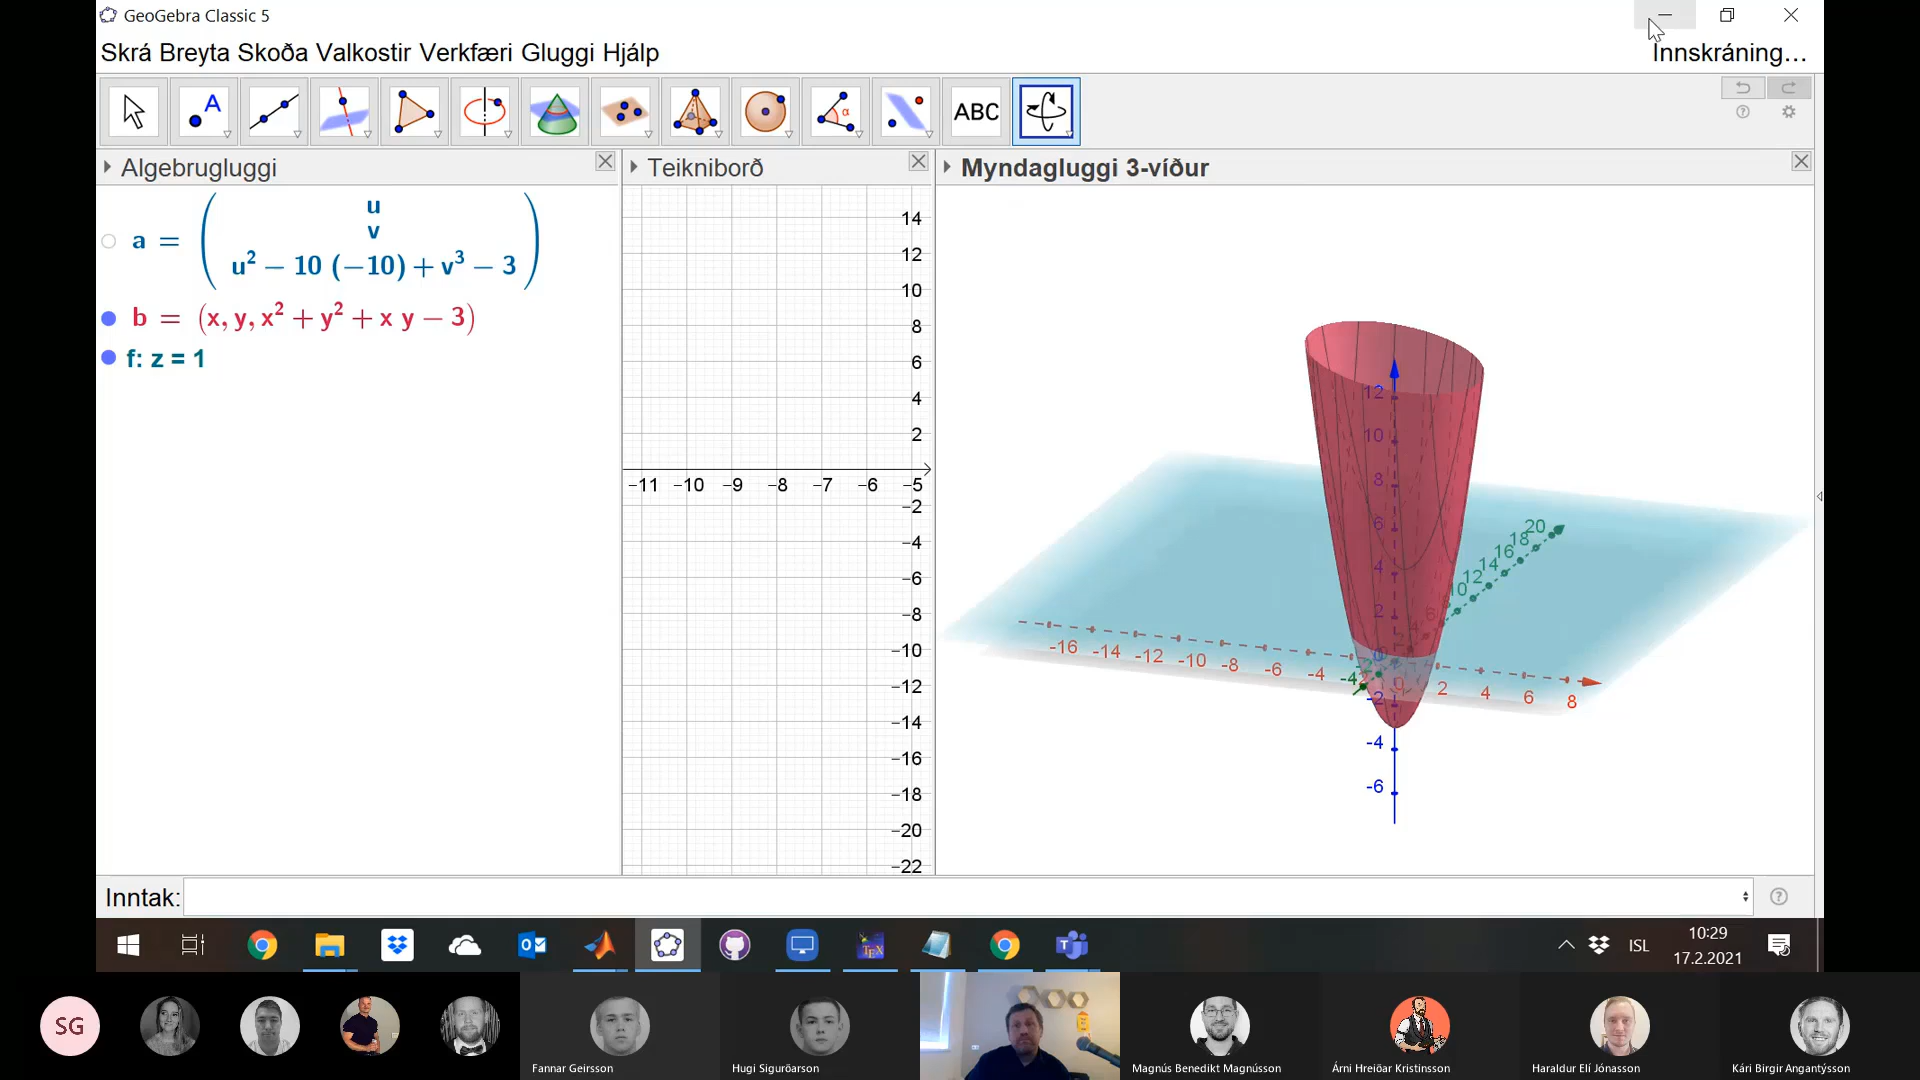 GeoGebra Classic 5
Skrá Breyta Skoða Valkostir Verkfæri Gluggi Hjálp
Innskráning...
A
α
ABC
Algebrugluggi
Teikniborð
Myndagluggi 3-víður
a = ( u
v
u² − 10 (−10) + v³ − 3 )
b = (x, y, x² + y² + x y − 3)
f: z = 1
14
12
10
8
6
4
2
−11 −10 −9 −8 −7 −6 −5
−2
−4
−6
−8
−10
−12
−14
−16
−18
−20
−22
12
10
8
6
4
2
0
-2
-4
-6
20
18
16
14
12
10
-16 -14 -12 -10 -8 -6 -4 0 2 4 6 8
-4
Inntak:
ISL
10:29
17.2.2021
SG
Fannar Geirsson
Hugi Sigurðarson
Magnús Benedikt Magnússon
Árni Hreiðar Kristinsson
Haraldur Elí Jónasson
Kári Birgir Angantýsson